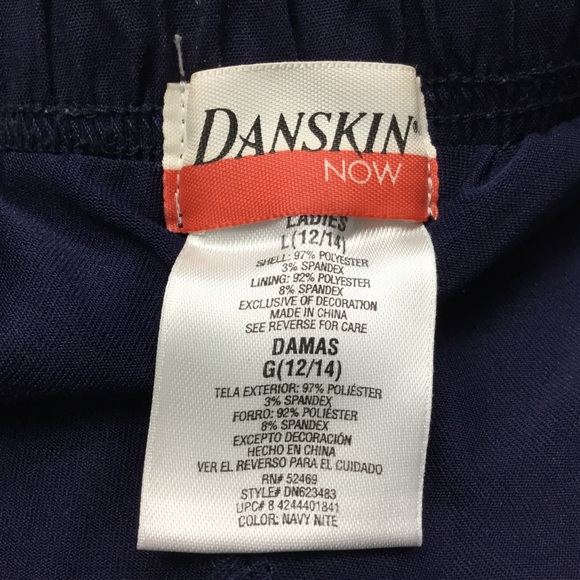 DANSKIN®
NOW
LADIES
L(12/14)
SHELL: 97% POLYESTER
3% SPANDEX
LINING: 92% POLYESTER
8% SPANDEX
EXCLUSIVE OF DECORATION
MADE IN CHINA
SEE REVERSE FOR CARE
DAMAS
G(12/14)
TELA EXTERIOR: 97% POLIÉSTER
3% SPANDEX
FORRO: 92% POLIÉSTER
8% SPANDEX
EXCEPTO DECORACIÓN
HECHO EN CHINA
VER EL REVERSO PARA EL CUIDADO
RN# 52469
STYLE# DN623483
UPC# 8 4244401841
COLOR: NAVY NITE